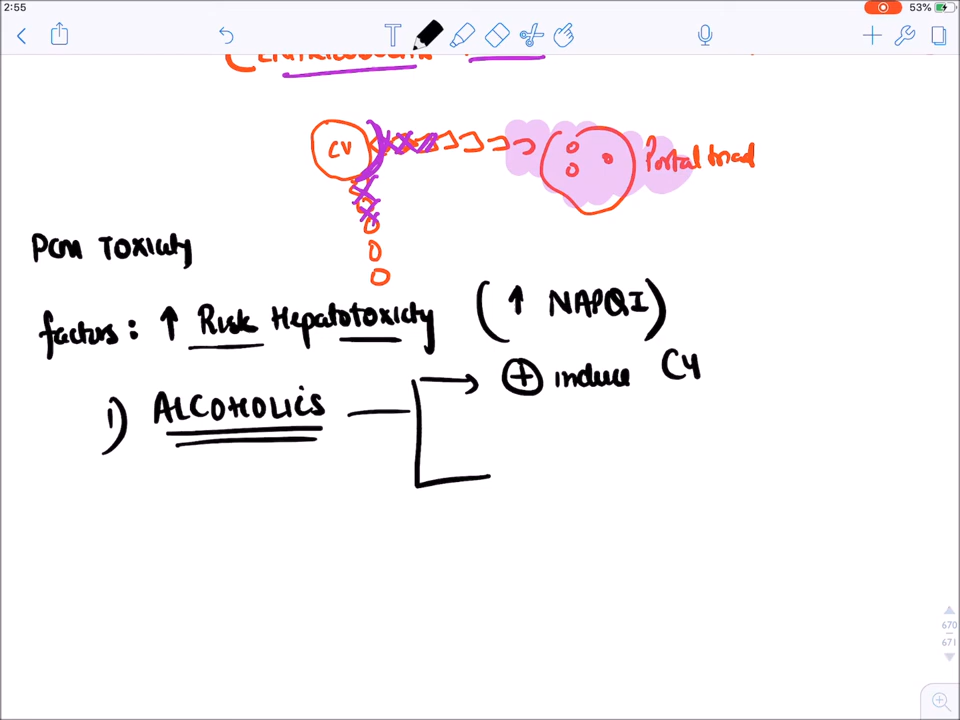 2:55
53%
T
CV
Portal triad
PCM Toxicity
factors: ↑ Risk Hepatotoxicity (↑ NAPQI)
1) ALCOHOLICS → ⊕ induce CY
670
671